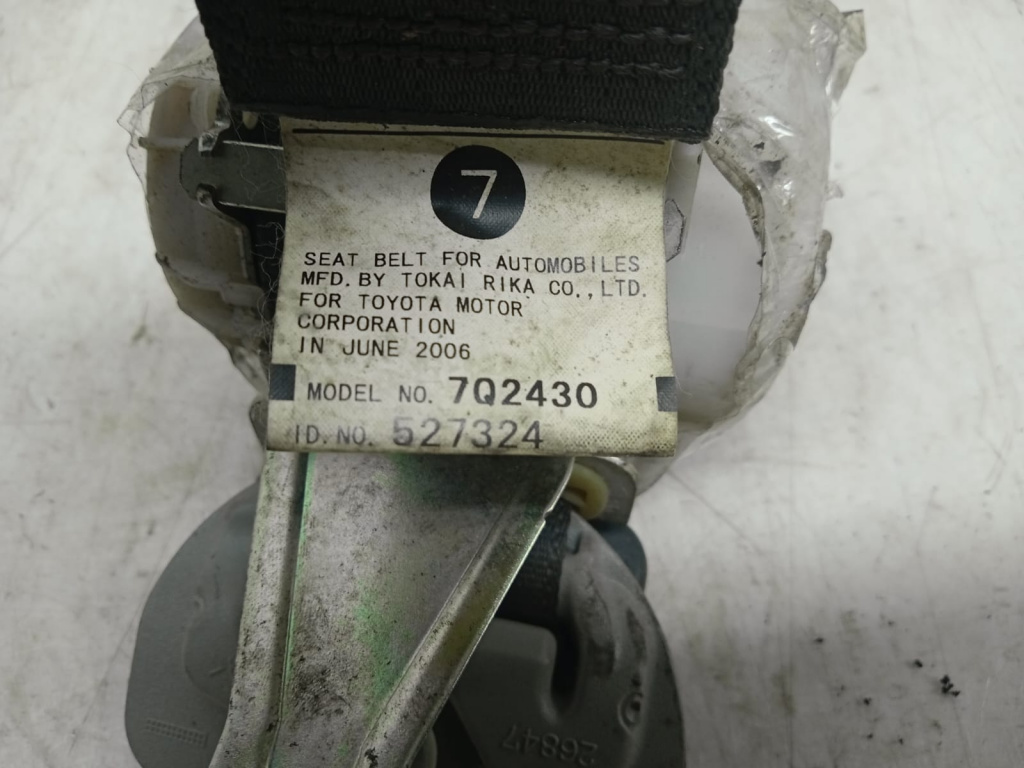 7
SEAT BELT FOR AUTOMOBILES
MFD. BY TOKAI RIKA CO., LTD.
FOR TOYOTA MOTOR
CORPORATION
IN JUNE 2006
MODEL NO. 7Q2430
ID. NO. 527324
26847